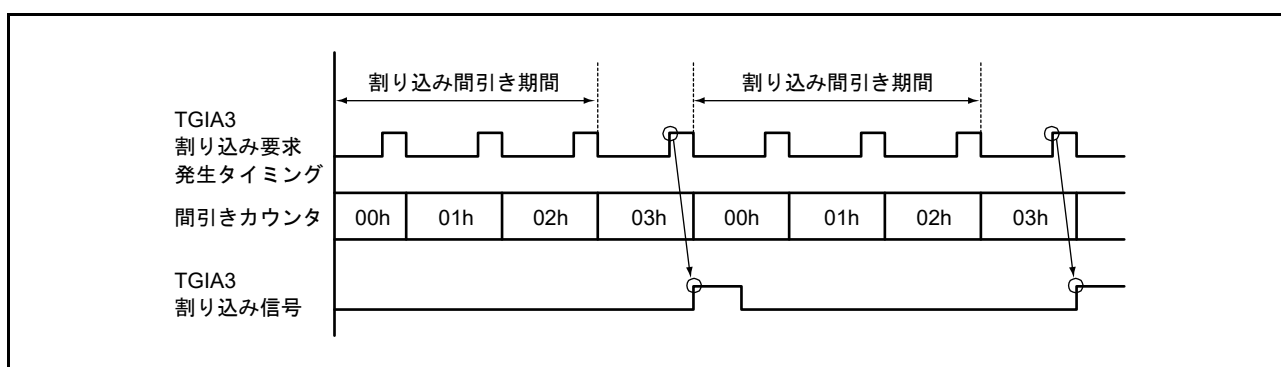 割り込み間引き期間 割り込み間引き期間
TGIA3
割り込み要求
発生タイミング
間引きカウンタ 00h 01h 02h 03h 00h 01h 02h 03h
TGIA3
割り込み信号